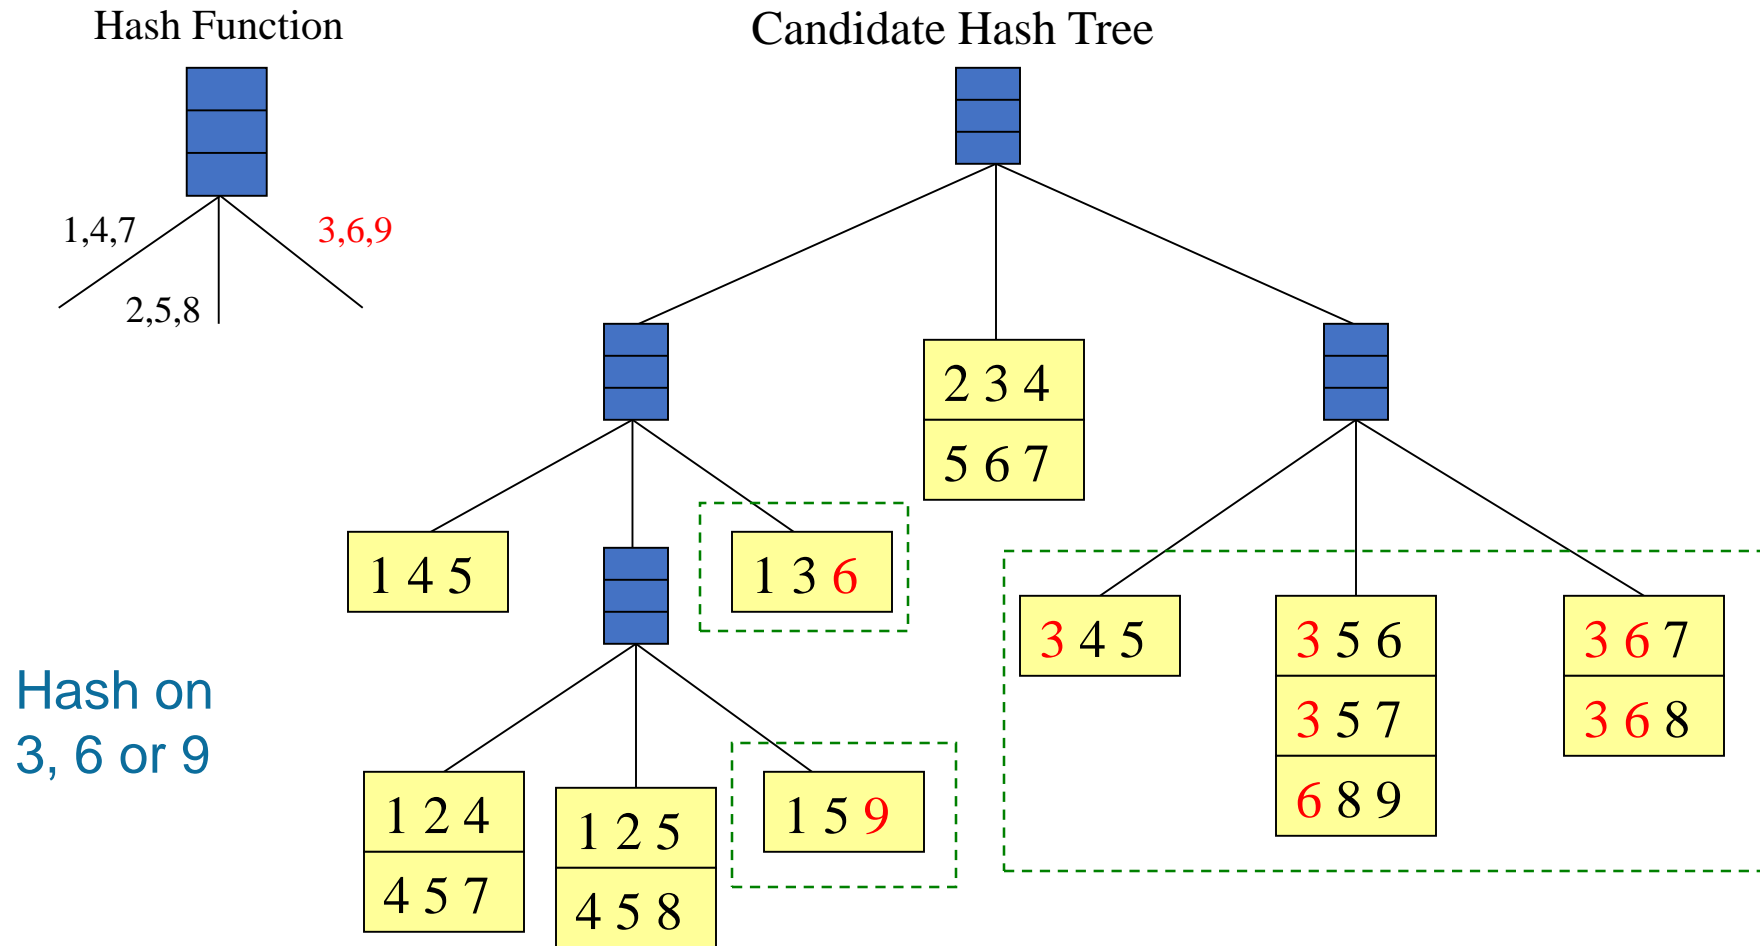 Hash Function
Candidate Hash Tree
1,4,7
3,6,9
2,5,8
2 3 4
5 6 7
1 4 5
1 3 6
3 4 5
3 5 6
3 6 7
3 5 7
3 6 8
6 8 9
Hash on
3, 6 or 9
1 2 4
1 2 5
1 5 9
4 5 7
4 5 8